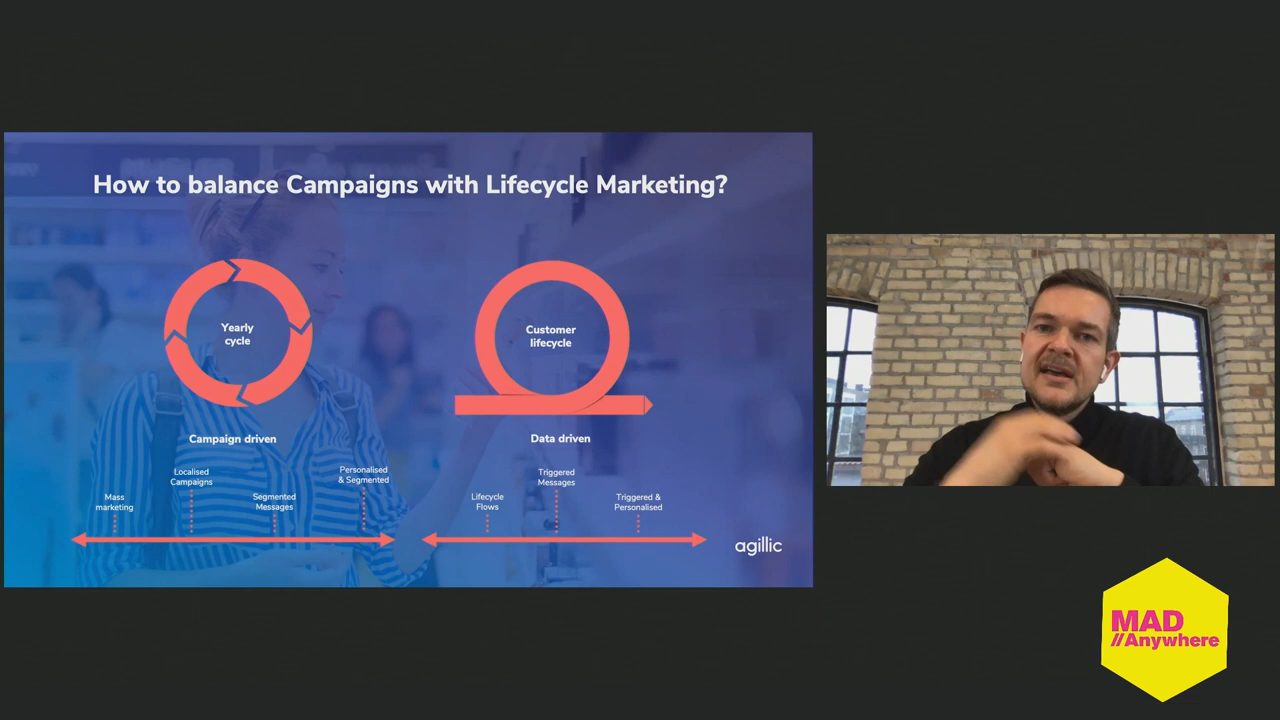 How to balance Campaigns with Lifecycle Marketing?
Yearly
cycle
Customer
lifecycle
Campaign driven
Data driven
Mass
marketing
Localised
Campaigns
Segmented
Messages
Personalised
& Segmented
Lifecycle
Flows
Triggered
Messages
Triggered &
Personalised
agillic
MAD
//Anywhere